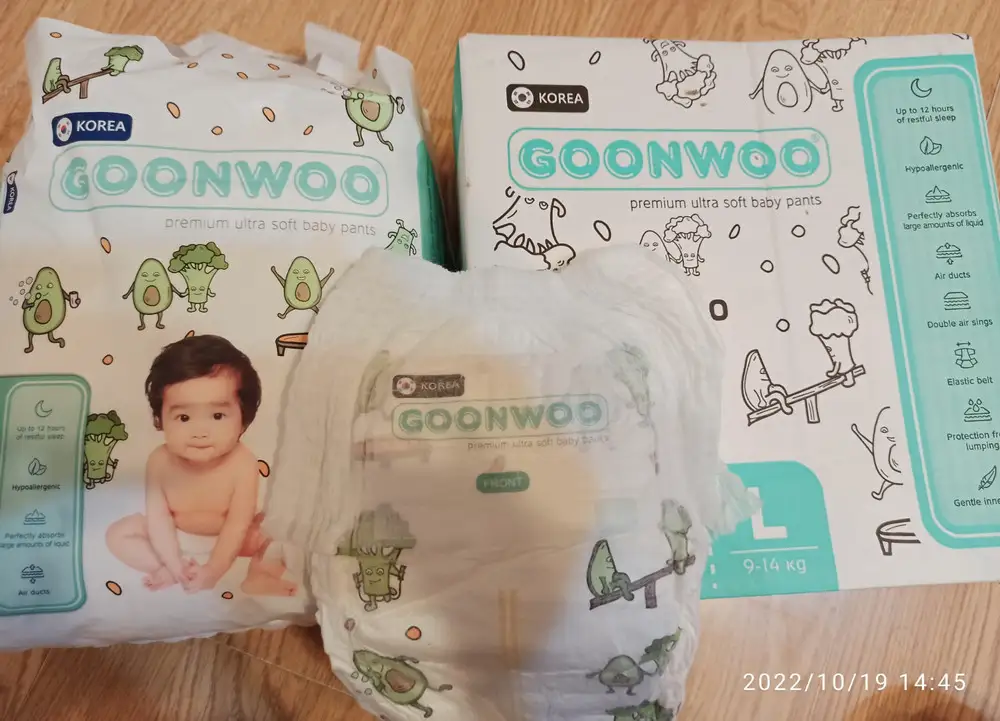 KOREA
GOONWOO
premium ultra soft baby pants
KOREA
Up to 12 hours
of restful sleep
Hypoallergenic
Perfectly absorbs
large amounts of liquid
Air ducts
KOREA
GOONWOO
premium ultra soft baby pants
FRONT
KOREA
GOONWOO®
premium ultra soft baby pants
Up to 12 hours
of restful sleep
Hypoallergenic
Perfectly absorbs
large amounts of liquid
Air ducts
Double air sings
Elastic belt
Protection fr
lumping
Gentle inne
L
9-14 кg
2022/10/19 14:45